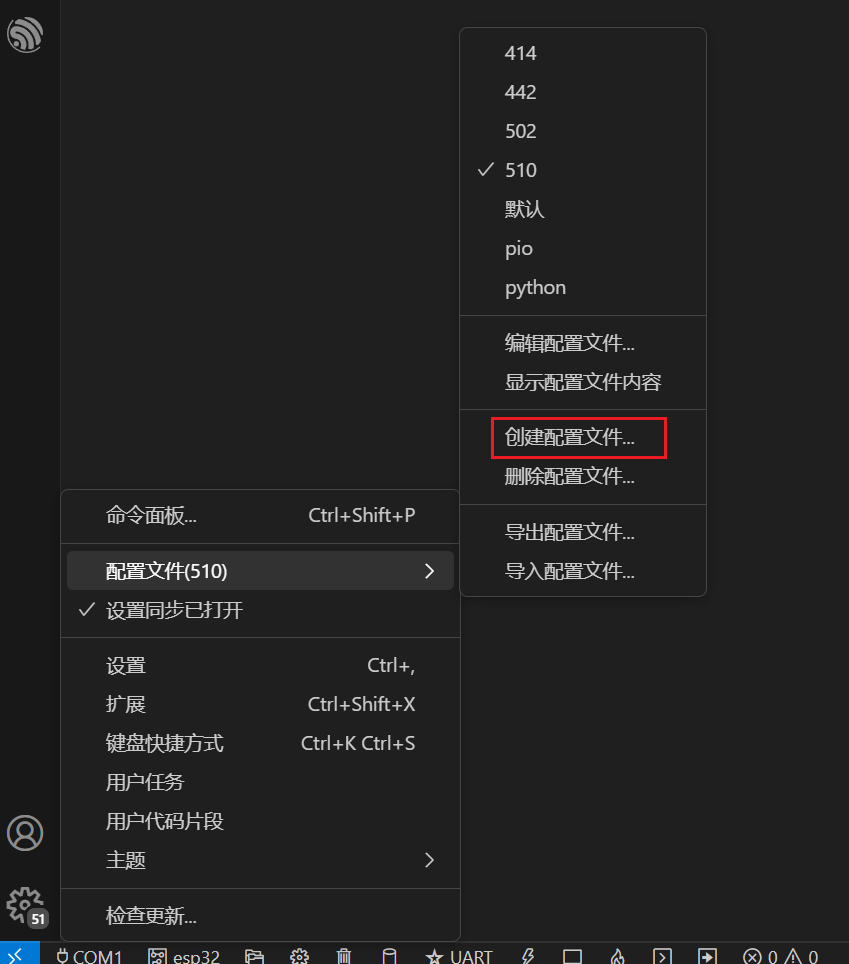 414
442
502
510
默认
pio
python
编辑配置文件...
显示配置文件内容
创建配置文件...
删除配置文件...
导出配置文件...
导入配置文件...
命令面板... Ctrl+Shift+P
配置文件(510)
设置同步已打开
设置 Ctrl+,
扩展 Ctrl+Shift+X
键盘快捷方式 Ctrl+K Ctrl+S
用户任务
用户代码片段
主题
检查更新...
51
COM1 esp32 UART 0 0